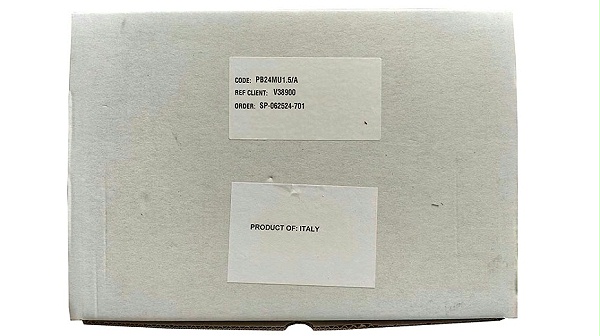 CODE: PB24MU1.5/A
REF CLIENT: V38900
ORDER: SP-062524-701
PRODUCT OF: ITALY